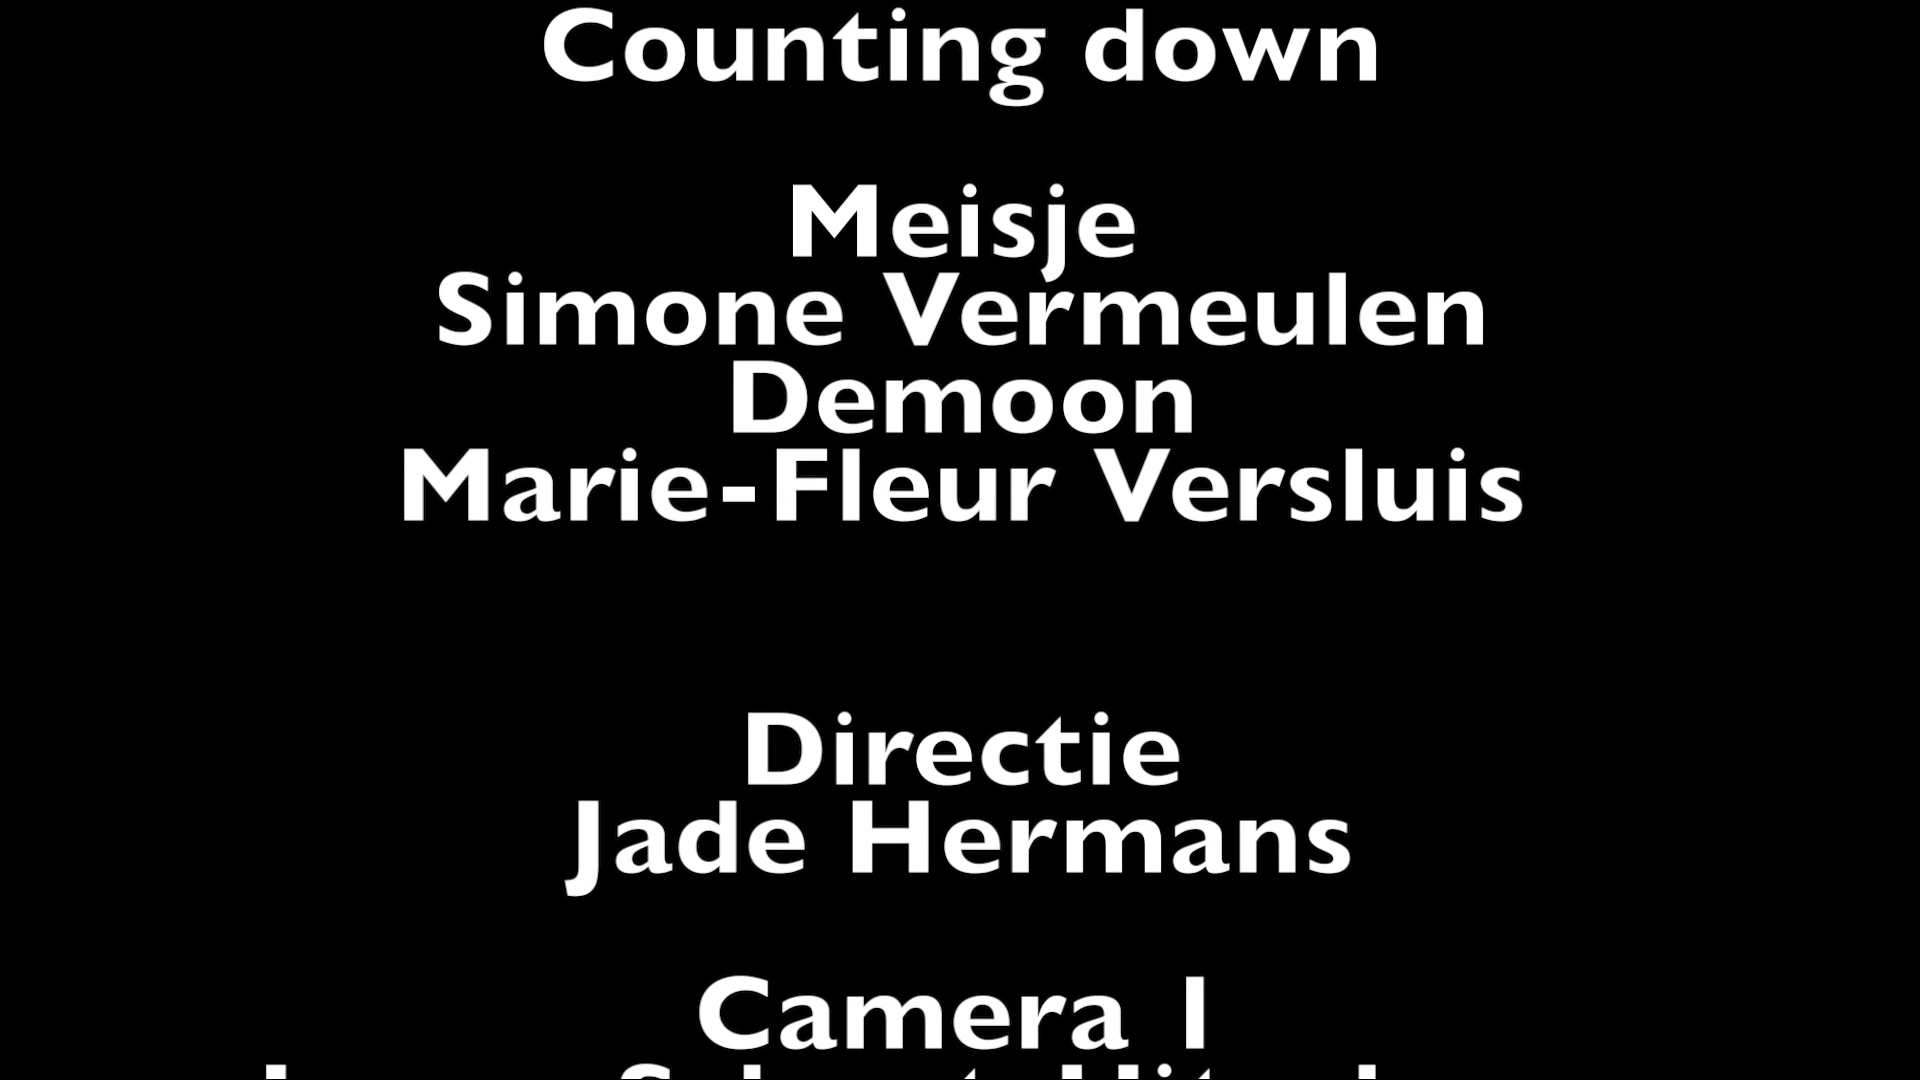 Counting down
Meisje
Simone Vermeulen
Demoon
Marie-Fleur Versluis
Directie
Jade Hermans
Camera 1